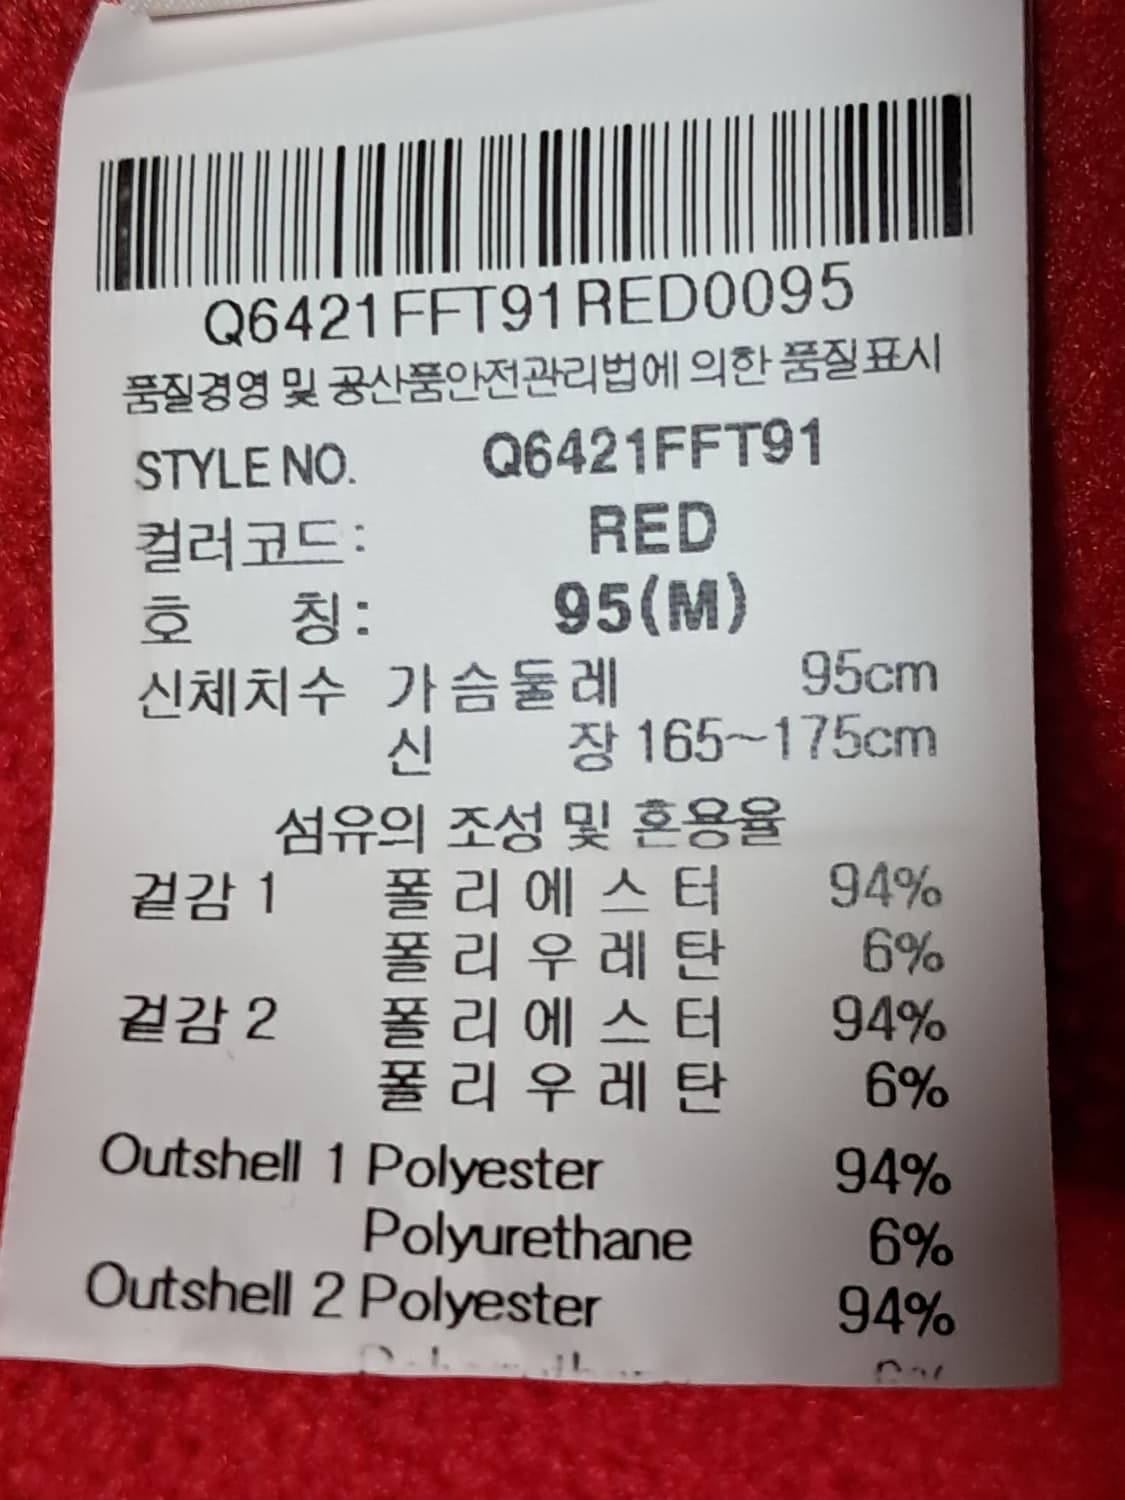 Q6421FFT91RED0095
품질경영 및 공산품안전관리법에 의한 품질표시
STYLE NO. Q6421FFT91
컬러코드: RED
호 칭: 95(M)
신체치수 가슴둘레 95cm
신 장 165~175cm
섬유의 조성 및 혼용율
겉감 1 폴리에스터 94%
폴리우레탄 6%
겉감 2 폴리에스터 94%
폴리우레탄 6%
Outshell 1 Polyester 94%
Polyurethane 6%
Outshell 2 Polyester 94%